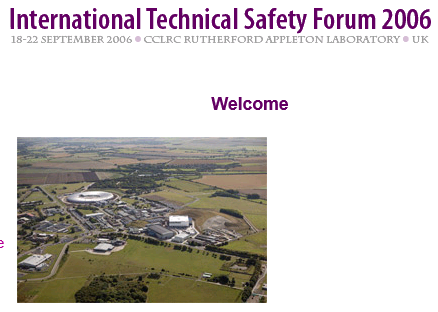 International Technical Safety Forum 2006
18-22 SEPTEMBER 2006 ● CCLRC RUTHERFORD APPLETON LABORATORY ● UK
Welcome
e